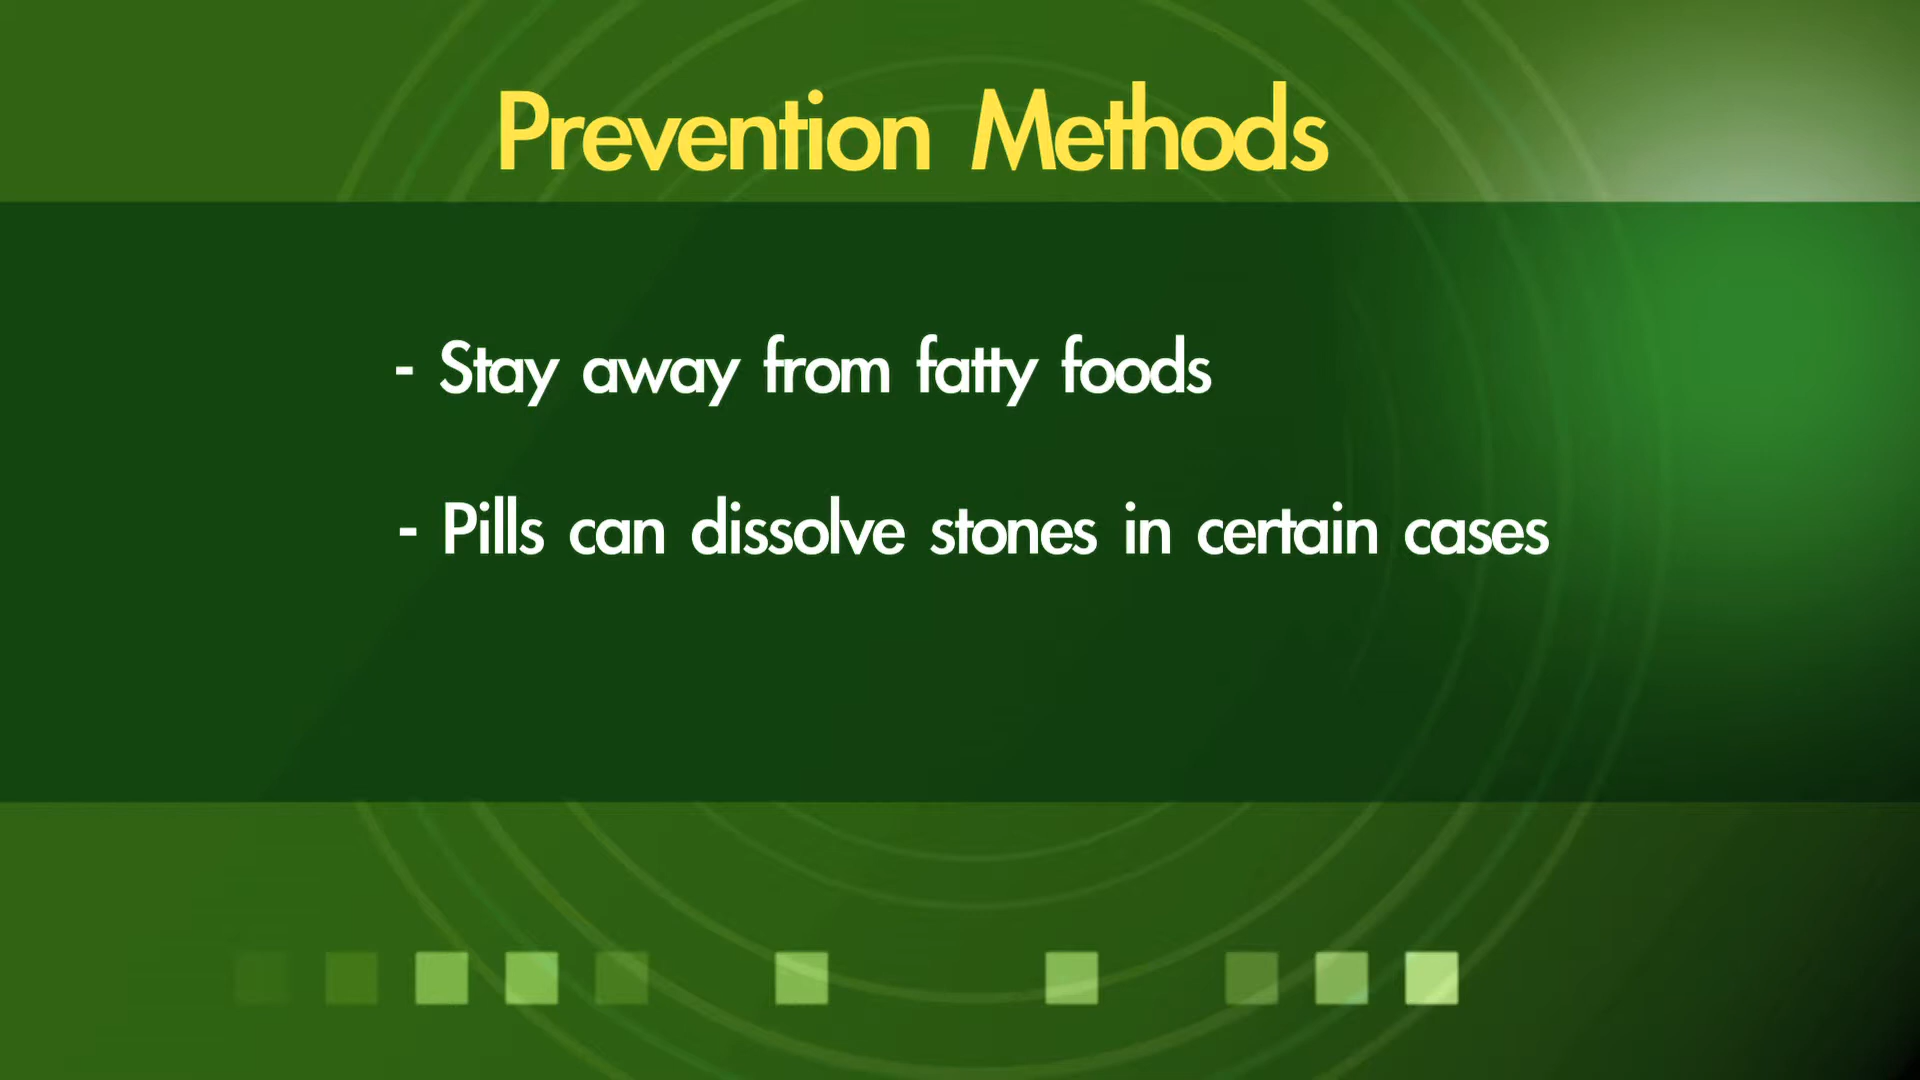 Prevention Methods
- Stay away from fatty foods
- Pills can dissolve stones in certain cases